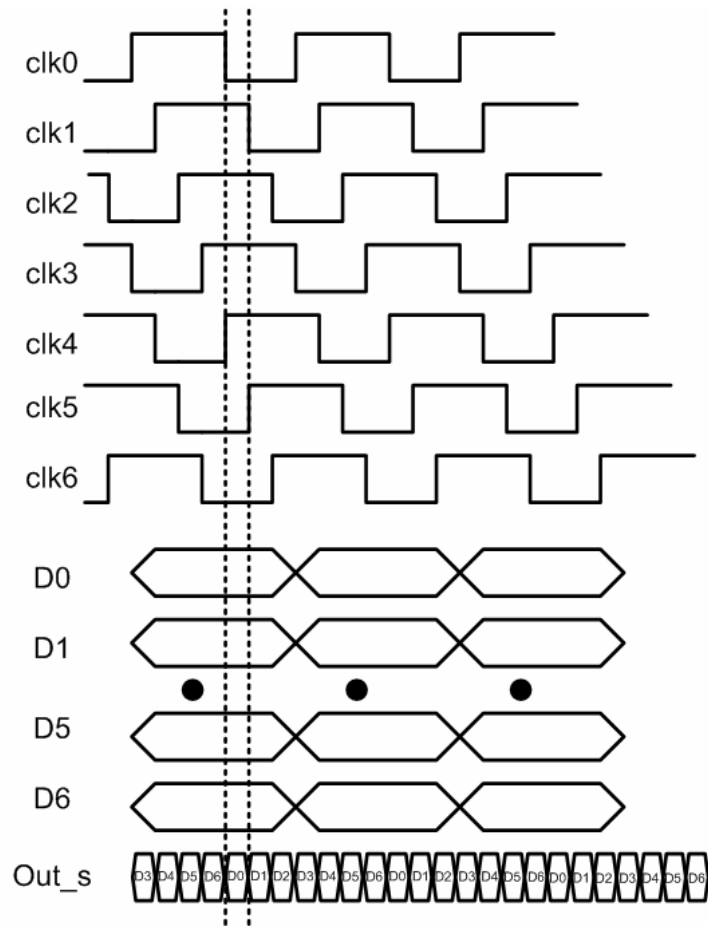 clk0
clk1
clk2
clk3
clk4
clk5
clk6
D0
D1
D5
D6
Out_s D3 D4 D5 D6 D0 D1 D2 D3 D4 D5 D6 D0 D1 D2 D3 D4 D5 D6 D0 D1 D2 D3 D4 D5 D6